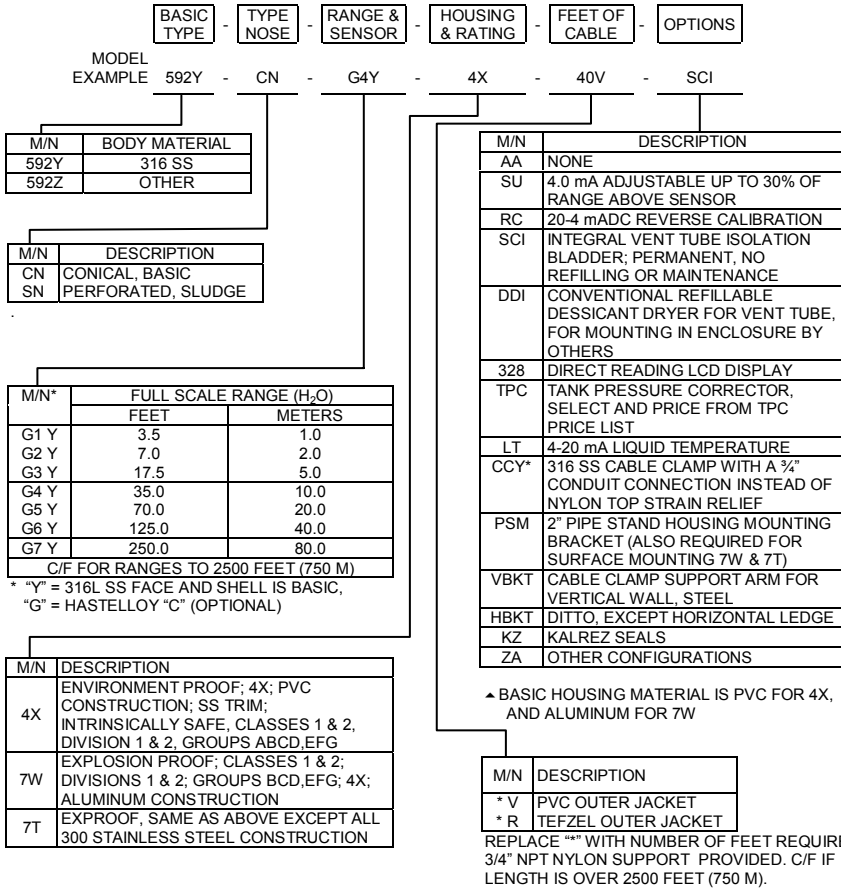 BASIC TYPE - TYPE NOSE - RANGE & SENSOR - HOUSING & RATING - FEET OF CABLE - OPTIONS
MODEL
EXAMPLE 592Y - CN - G4Y - 4X - 40V - SCI
M/N BODY MATERIAL
592Y 316 SS
592Z OTHER
M/N DESCRIPTION
CN CONICAL, BASIC
SN PERFORATED, SLUDGE
.
M/N* FULL SCALE RANGE (H₂O)
FEET METERS
G1 Y 3.5 1.0
G2 Y 7.0 2.0
G3 Y 17.5 5.0
G4 Y 35.0 10.0
G5 Y 70.0 20.0
G6 Y 125.0 40.0
G7 Y 250.0 80.0
C/F FOR RANGES TO 2500 FEET (750 M)
* “Y” = 316L SS FACE AND SHELL IS BASIC,
“G” = HASTELLOY “C” (OPTIONAL)
M/N DESCRIPTION
4X ENVIRONMENT PROOF; 4X; PVC
CONSTRUCTION; SS TRIM;
INTRINSICALLY SAFE, CLASSES 1 & 2,
DIVISION 1 & 2, GROUPS ABCD,EFG
7W EXPLOSION PROOF; CLASSES 1 & 2;
DIVISIONS 1 & 2; GROUPS BCD,EFG; 4X;
ALUMINUM CONSTRUCTION
7T EXPROOF, SAME AS ABOVE EXCEPT ALL
300 STAINLESS STEEL CONSTRUCTION
M/N DESCRIPTION
AA NONE
SU 4.0 mA ADJUSTABLE UP TO 30% OF
RANGE ABOVE SENSOR
RC 20-4 mADC REVERSE CALIBRATION
SCI INTEGRAL VENT TUBE ISOLATION
BLADDER; PERMANENT, NO
REFILLING OR MAINTENANCE
DDI CONVENTIONAL REFILLABLE
DESSICANT DRYER FOR VENT TUBE,
FOR MOUNTING IN ENCLOSURE BY
OTHERS
328 DIRECT READING LCD DISPLAY
TPC TANK PRESSURE CORRECTOR,
SELECT AND PRICE FROM TPC
PRICE LIST
LT 4-20 mA LIQUID TEMPERATURE
CCY* 316 SS CABLE CLAMP WITH A ¾”
CONDUIT CONNECTION INSTEAD OF
NYLON TOP STRAIN RELIEF
PSM 2” PIPE STAND HOUSING MOUNTING
BRACKET (ALSO REQUIRED FOR
SURFACE MOUNTING 7W & 7T)
VBKT CABLE CLAMP SUPPORT ARM FOR
VERTICAL WALL, STEEL
HBKT DITTO, EXCEPT HORIZONTAL LEDGE
KZ KALREZ SEALS
ZA OTHER CONFIGURATIONS
▲ BASIC HOUSING MATERIAL IS PVC FOR 4X,
AND ALUMINUM FOR 7W
M/N DESCRIPTION
* V PVC OUTER JACKET
* R TEFZEL OUTER JACKET
REPLACE “*” WITH NUMBER OF FEET REQUIRE
3/4” NPT NYLON SUPPORT PROVIDED. C/F IF
LENGTH IS OVER 2500 FEET (750 M).